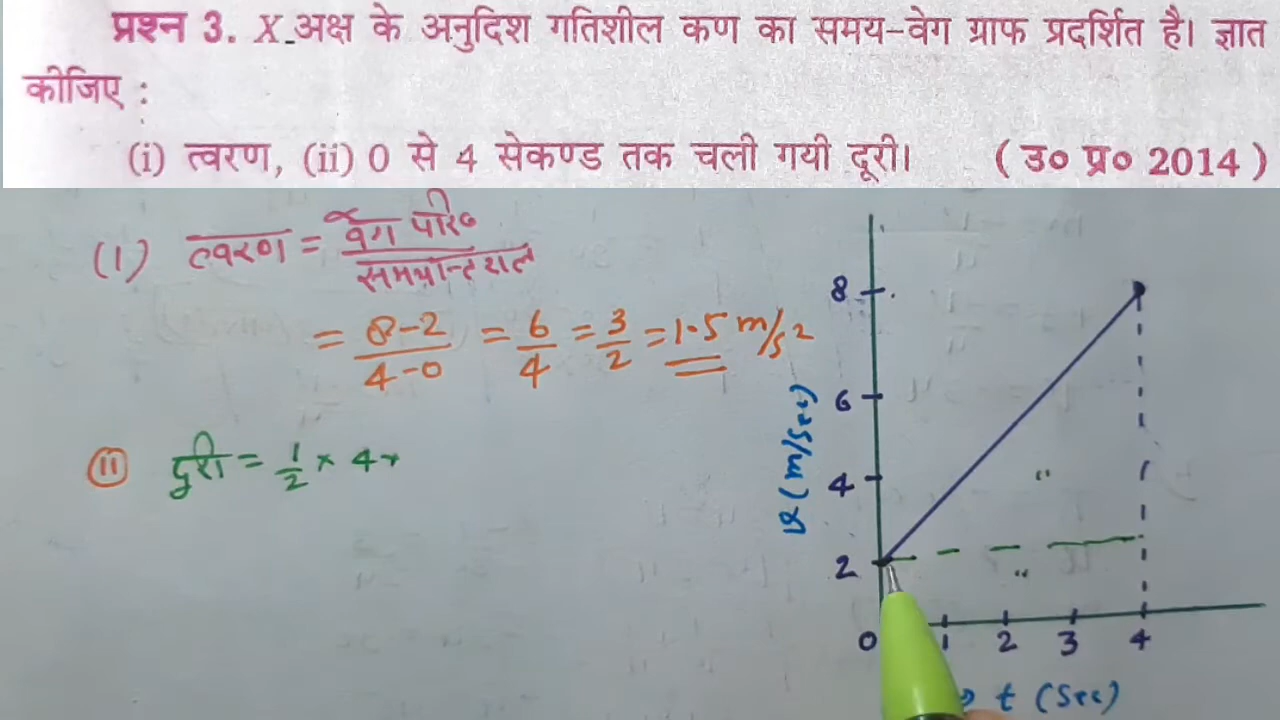 प्रश्न 3. X अक्ष के अनुदिश गतिशील कण का समय-वेग ग्राफ प्रदर्शित है। ज्ञात
कीजिए :
(i) त्वरण, (ii) 0 से 4 सेकण्ड तक चली गयी दूरी। (उ० प्र० 2014)
(I) त्वरण = वेग परि० / समयान्तराल
= 8-2 / 4-0 = 6/4 = 3/2 = 1.5 m/s2
(II) दूरी = 1/2 × 4×
8
6
4
2
0 1 2 3 4
v (m/sec)
t (sec)